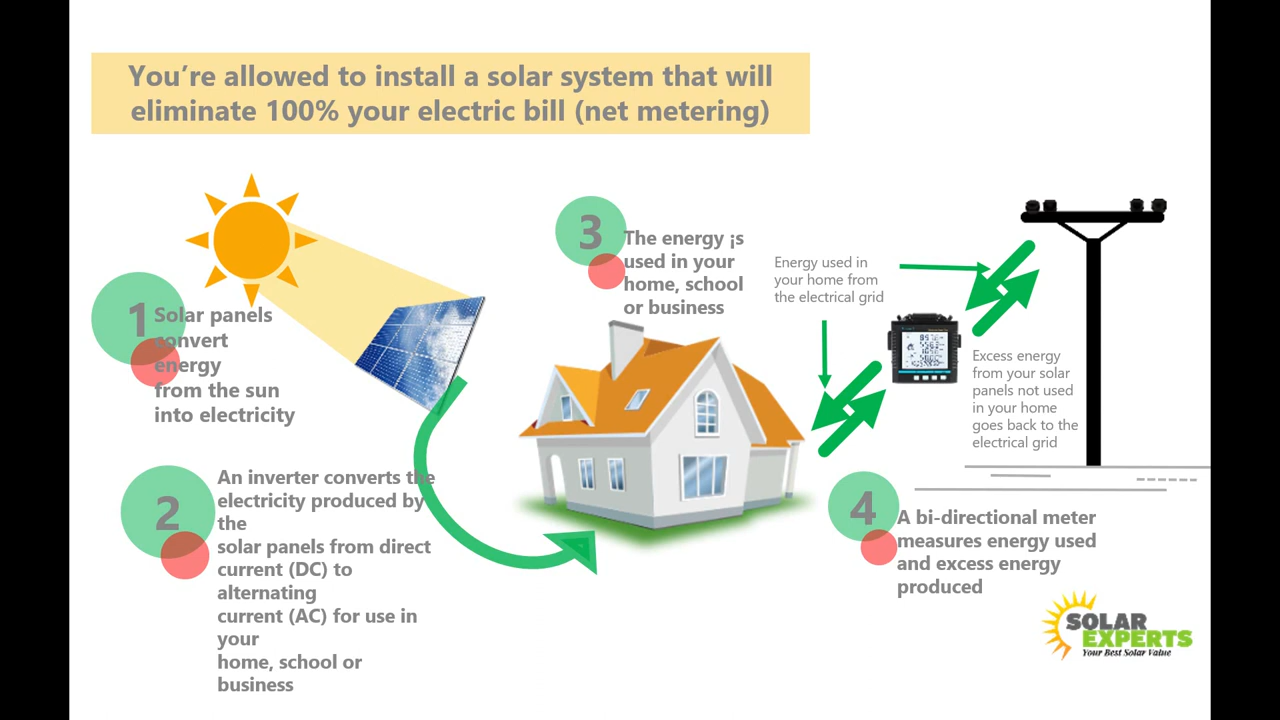 You’re allowed to install a solar system that will
eliminate 100% your electric bill (net metering)
1
Solar panels
convert
energy
from the sun
into electricity
2
An inverter converts the
electricity produced by
the
solar panels from direct
current (DC) to
alternating
current (AC) for use in
your
home, school or
business
3
The energy ¡s
used in your
home, school
or business
Energy used in
your home from
the electrical grid
Excess energy
from your solar
panels not used
in your home
goes back to the
electrical grid
4
A bi-directional meter
measures energy used
and excess energy
produced
SOLAR
EXPERTS
Your Best Solar Value